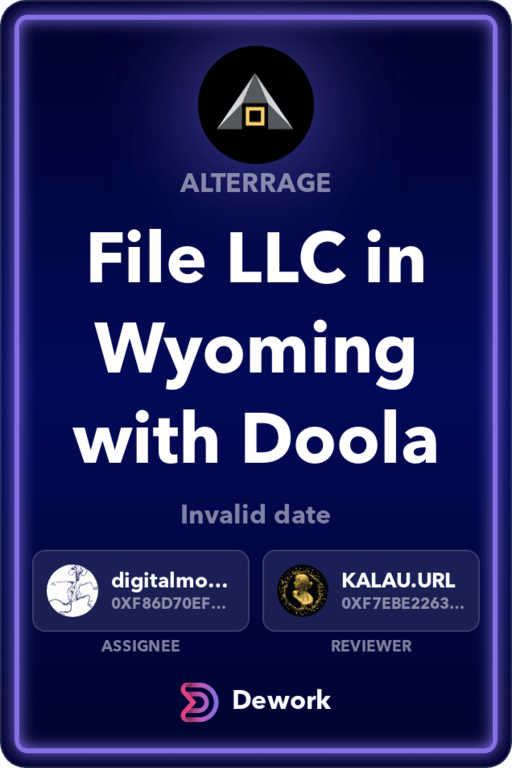 ALTERRAGE
File LLC in
Wyoming
with Doola
Invalid date
digitalmo...
0XF86D70EF...
KALAU.URL
0XF7EBE2263...
ASSIGNEE
REVIEWER
Dework